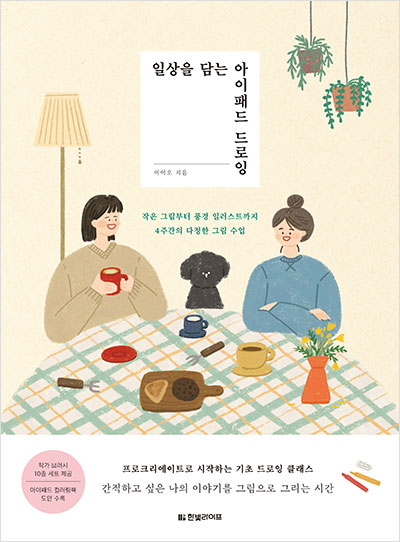 일상을 담는
아이패드 드로잉
이이오 지음
작은 그림부터 풍경 일러스트까지
4주간의 다정한 그림 수업
작가 브러시
10종 세트 제공
아이패드 컬러링북
도안 수록
프로크리에이트로 시작하는 기초 드로잉 클래스
간직하고 싶은 나의 이야기를 그림으로 그리는 시간
한빛라이프